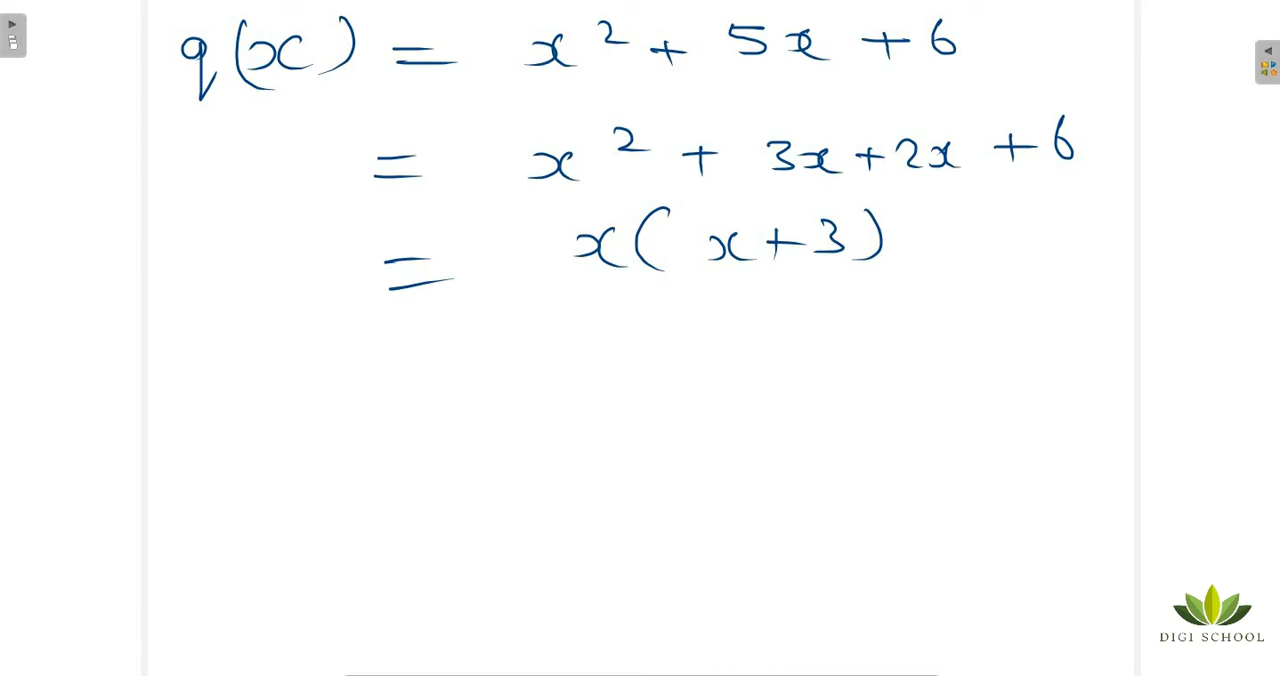 q(x) = x² + 5x + 6
= x² + 3x + 2x + 6
= x( x+3)
DIGI SCHOOL